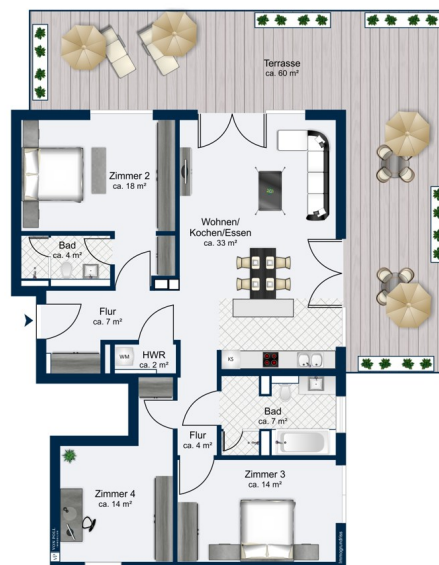 Terrasse
ca. 60 m²
Zimmer 2
ca. 18 m²
Wohnen/
Kochen/Essen
ca. 33 m²
Bad
ca. 4 m²
Flur
ca. 7 m²
WM
HWR
ca. 2 m²
KS
Bad
ca. 7 m²
Flur
ca. 4 m²
Zimmer 3
ca. 14 m²
Zimmer 4
ca. 14 m²